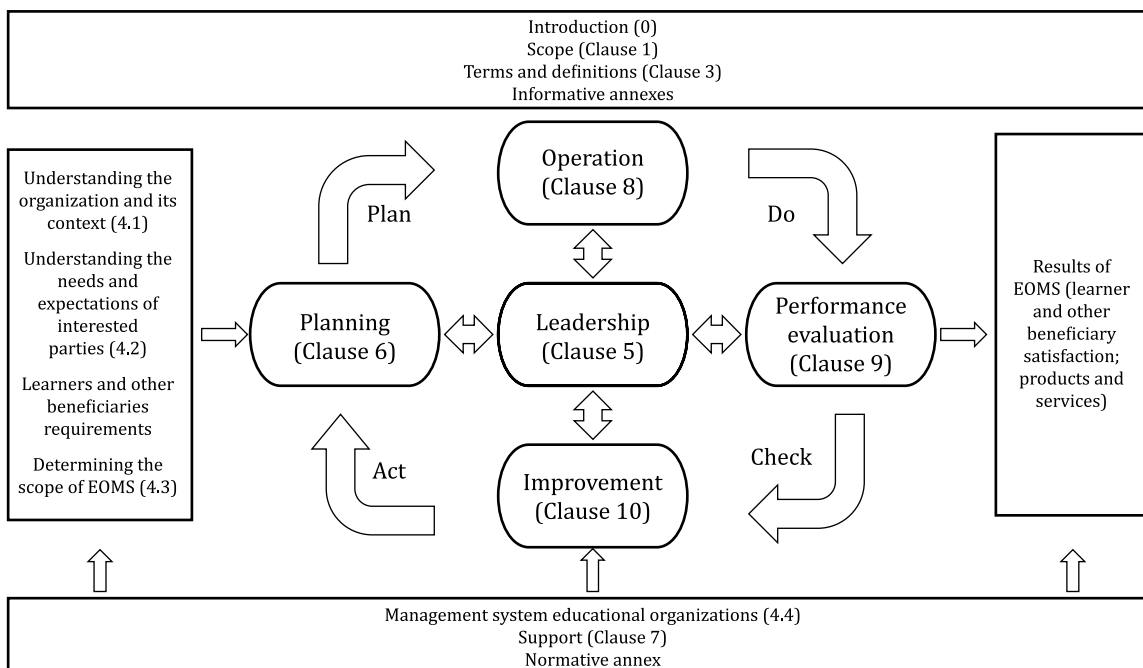 Introduction (0)
Scope (Clause 1)
Terms and definitions (Clause 3)
Informative annexes
Understanding the
organization and its
context (4.1)
Understanding the
needs and
expectations of
interested
parties (4.2)
Learners and other
beneficiaries
requirements
Determining the
scope of EOMS (4.3)
Plan
Operation
(Clause 8)
Do
Planning
(Clause 6)
Leadership
(Clause 5)
Performance
evaluation
(Clause 9)
Act
Improvement
(Clause 10)
Check
Results of
EOMS (learner
and other
beneficiary
satisfaction;
products and
services)
Management system educational organizations (4.4)
Support (Clause 7)
Normative annex